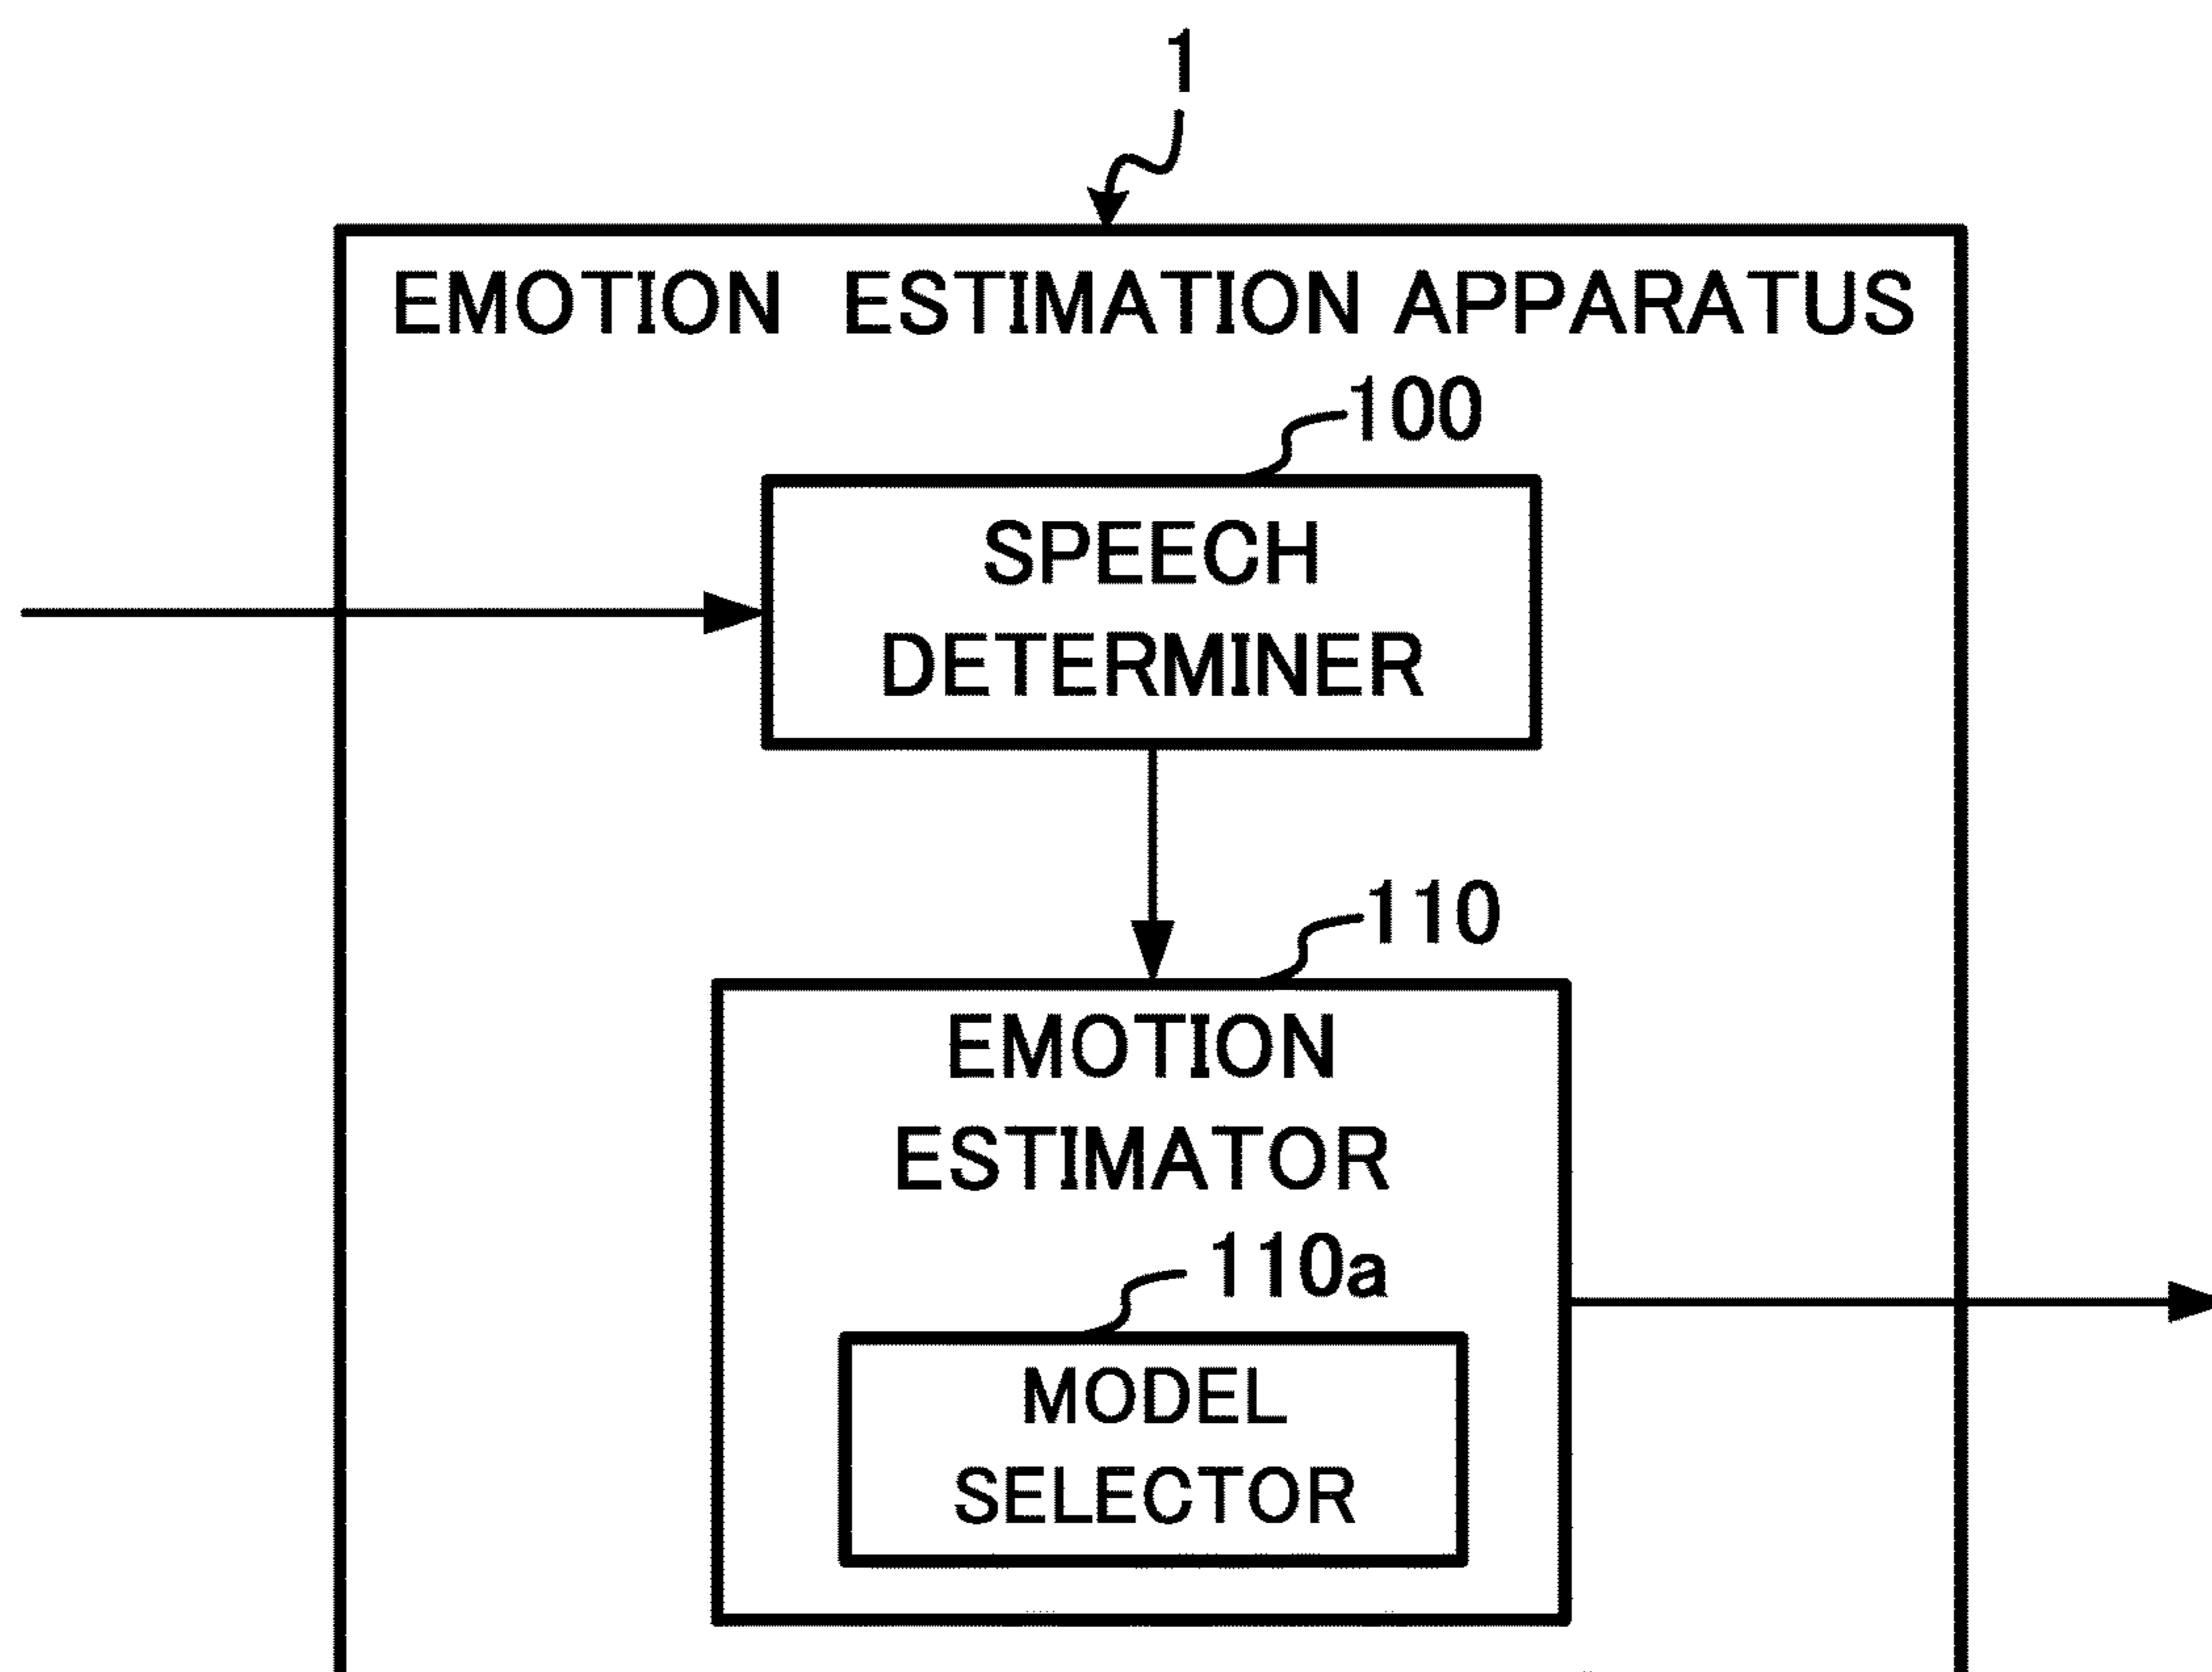 1
EMOTION ESTIMATION APPARATUS
100
SPEECH
DETERMINER
110
EMOTION
ESTIMATOR
110a
MODEL
SELECTOR